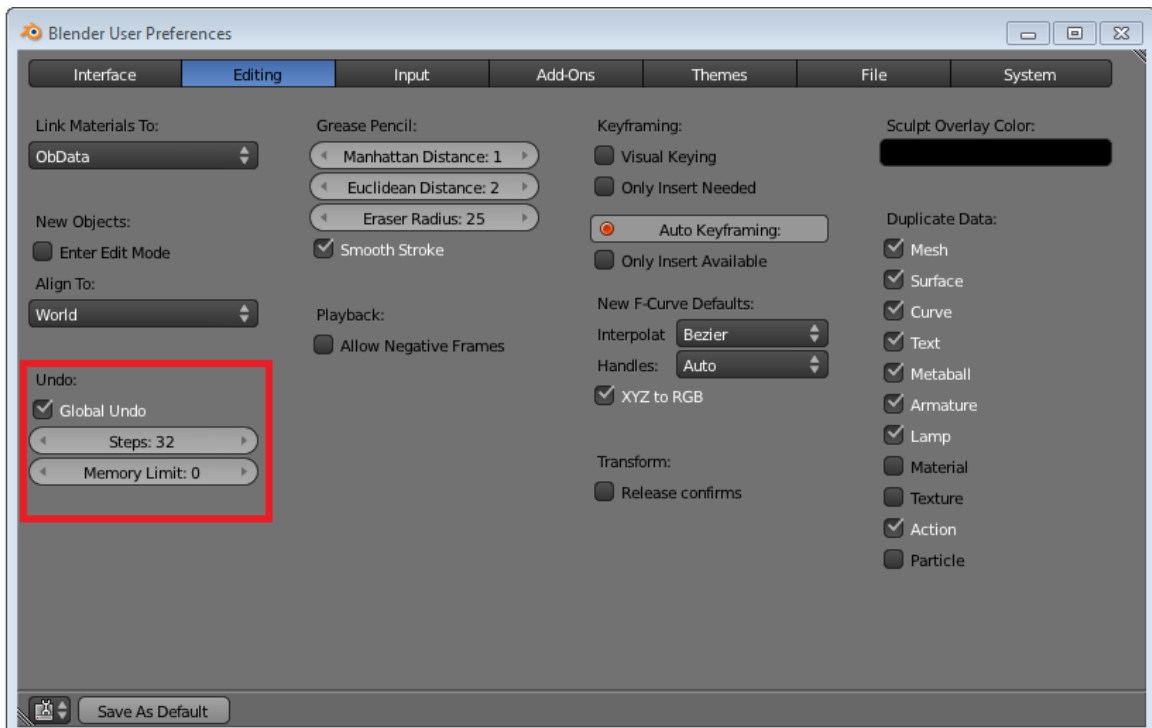 Blender User Preferences
Interface
Editing
Input
Add-Ons
Themes
File
System
Link Materials To:
ObData
New Objects:
Enter Edit Mode
Align To:
World
Undo:
Global Undo
Steps: 32
Memory Limit: 0
Grease Pencil:
Manhattan Distance: 1
Euclidean Distance: 2
Eraser Radius: 25
Smooth Stroke
Playback:
Allow Negative Frames
Keyframing:
Visual Keying
Only Insert Needed
Auto Keyframing:
Only Insert Available
New F-Curve Defaults:
Interpolat Bezier
Handles: Auto
XYZ to RGB
Transform:
Release confirms
Sculpt Overlay Color:
Duplicate Data:
Mesh
Surface
Curve
Text
Metaball
Armature
Lamp
Material
Texture
Action
Particle
Save As Default